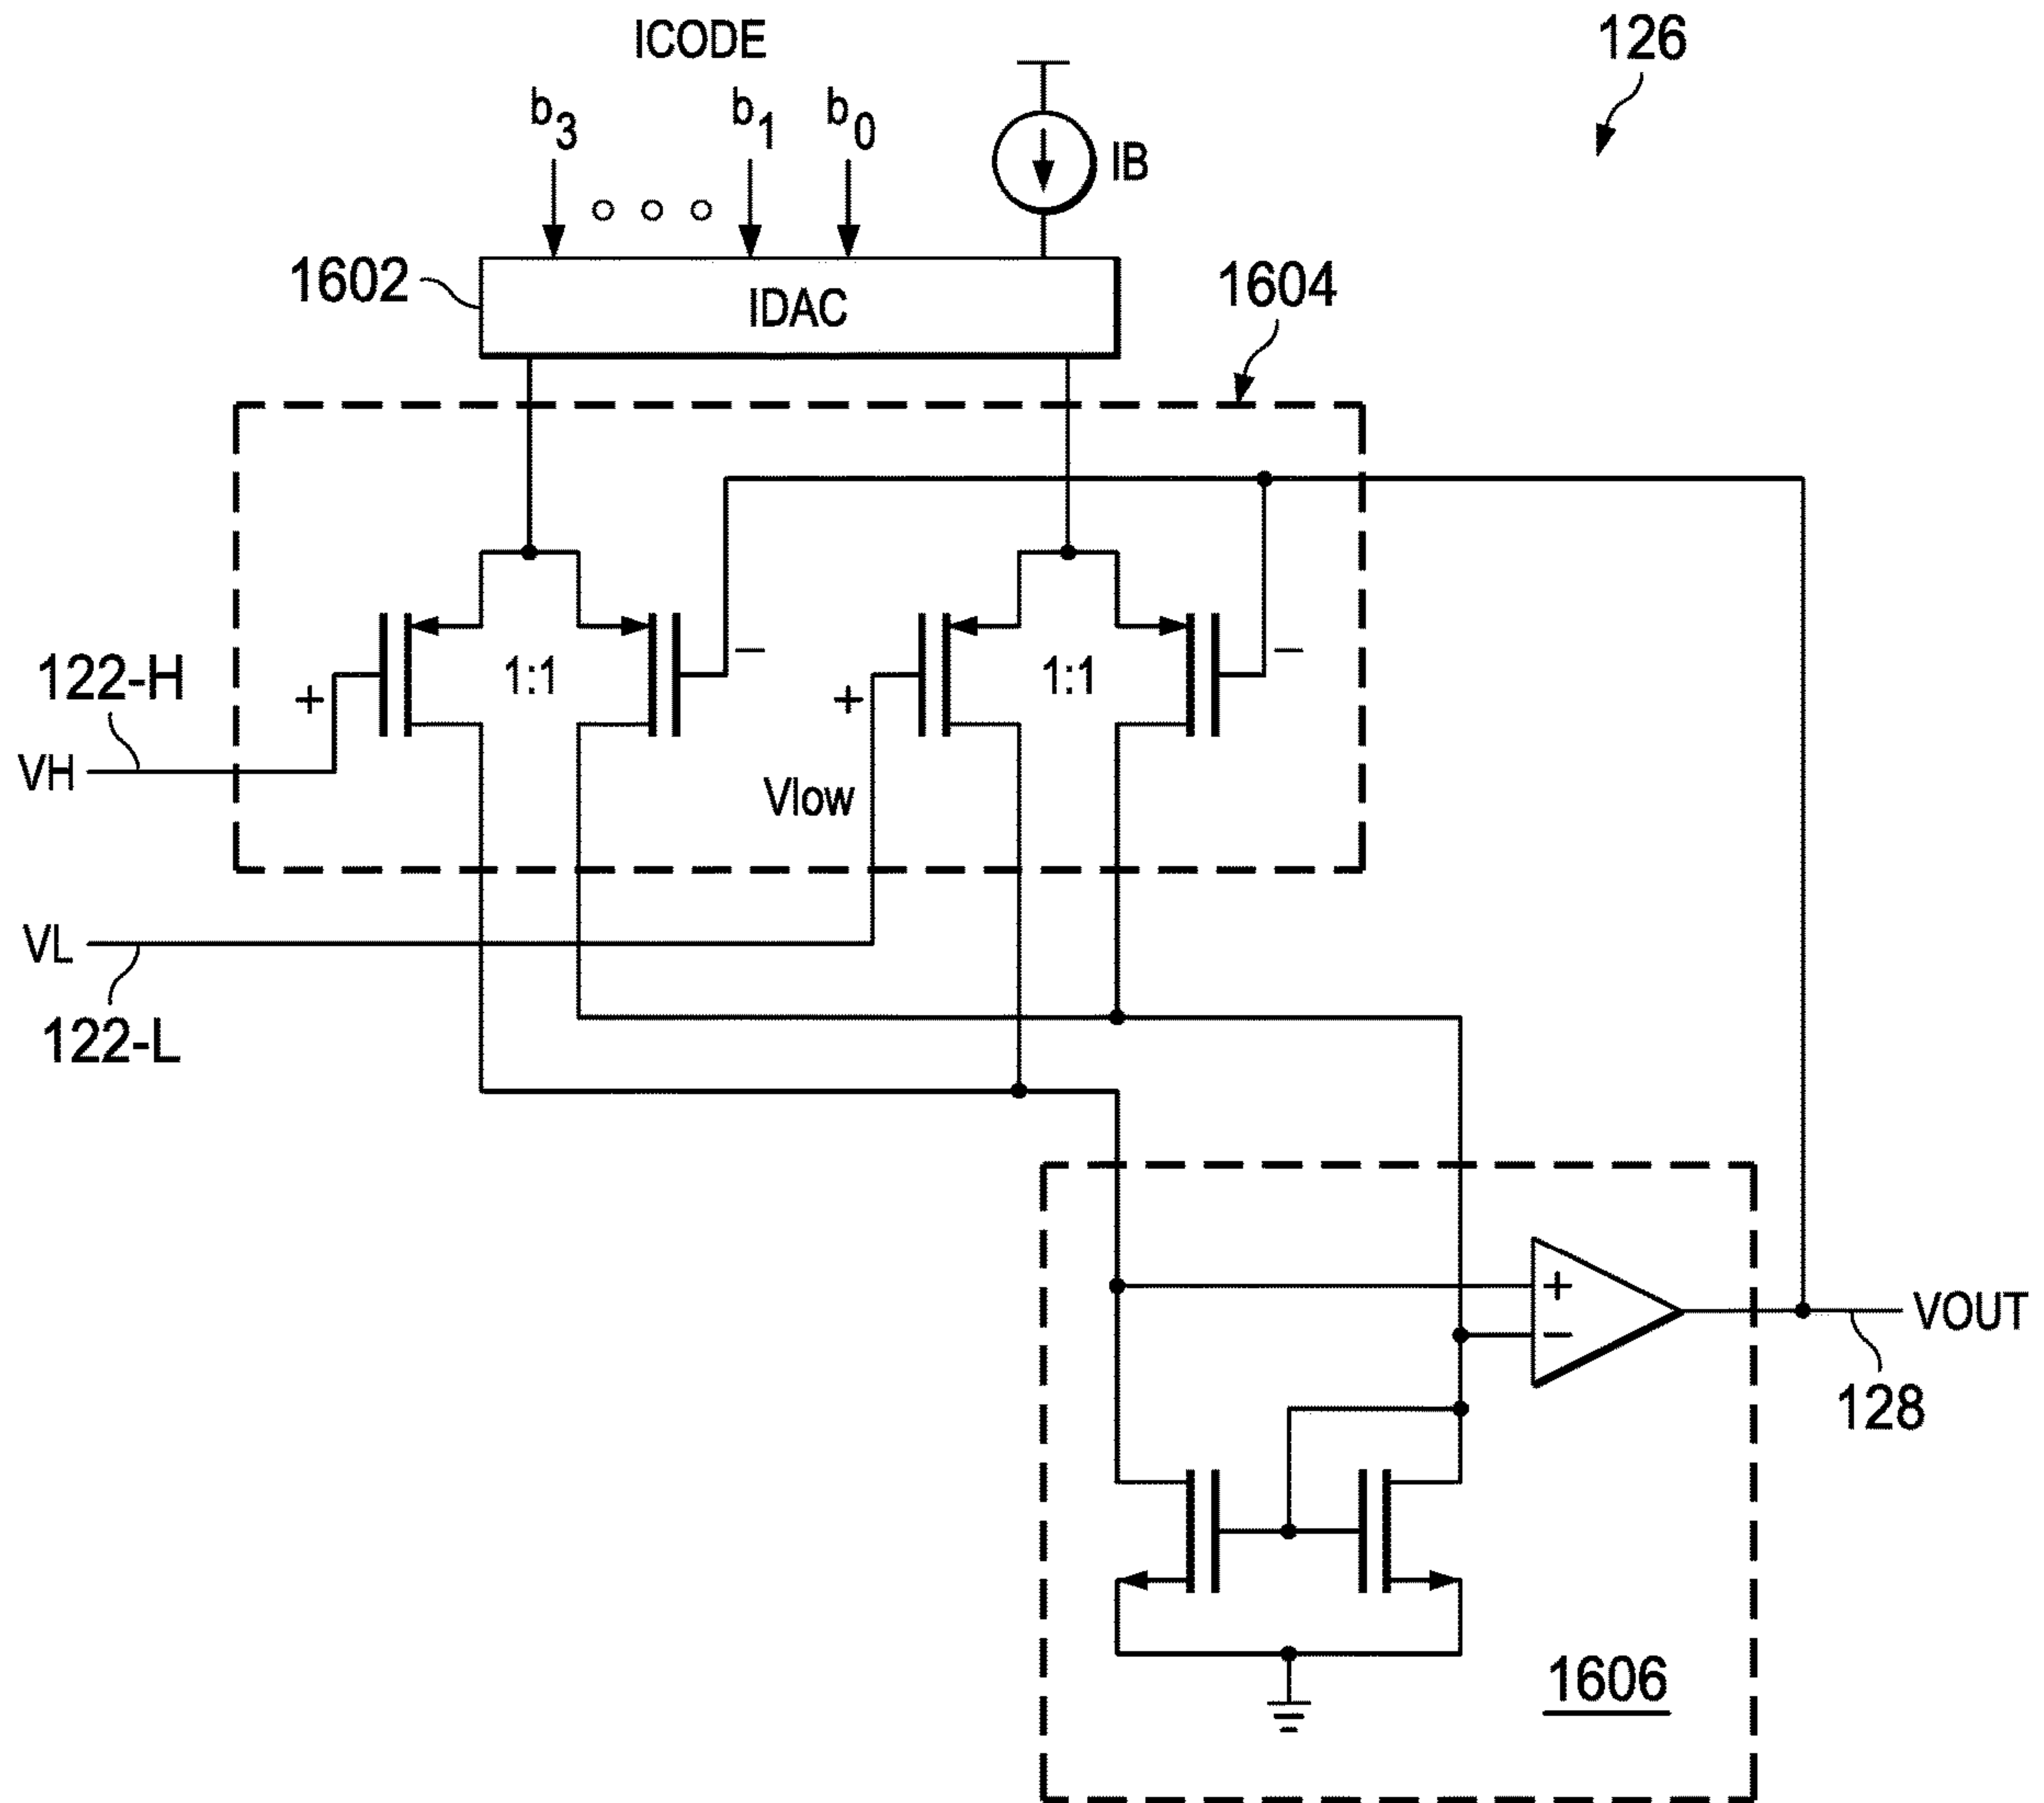 ICODE
126
b3 b1 b0
IB
1602
IDAC
1604
122-H
+ 1:1 −
+ 1:1 −
VH
Vlow
VL
122-L
+
−
VOUT
128
1606